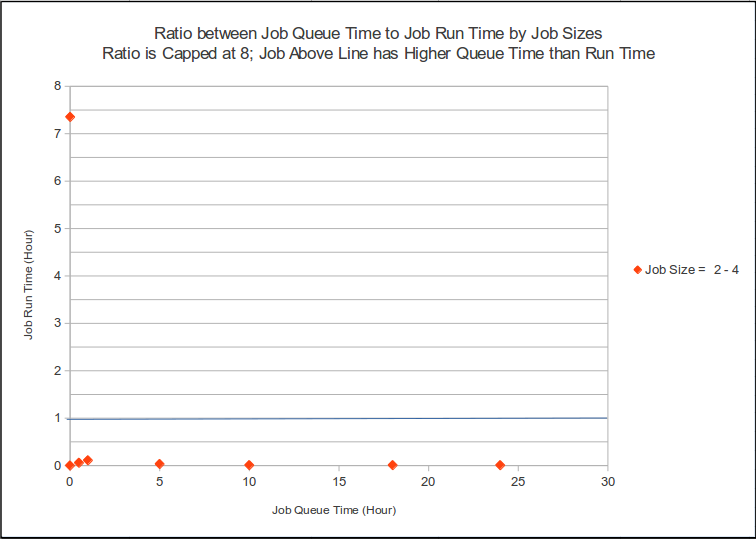 Ratio between Job Queue Time to Job Run Time by Job Sizes
Ratio is Capped at 8; Job Above Line has Higher Queue Time than Run Time
8
7
6
5
4
3
2
1
0
Job Run Time (Hour)
0 5 10 15 20 25 30
Job Queue Time (Hour)
Job Size = 2 - 4